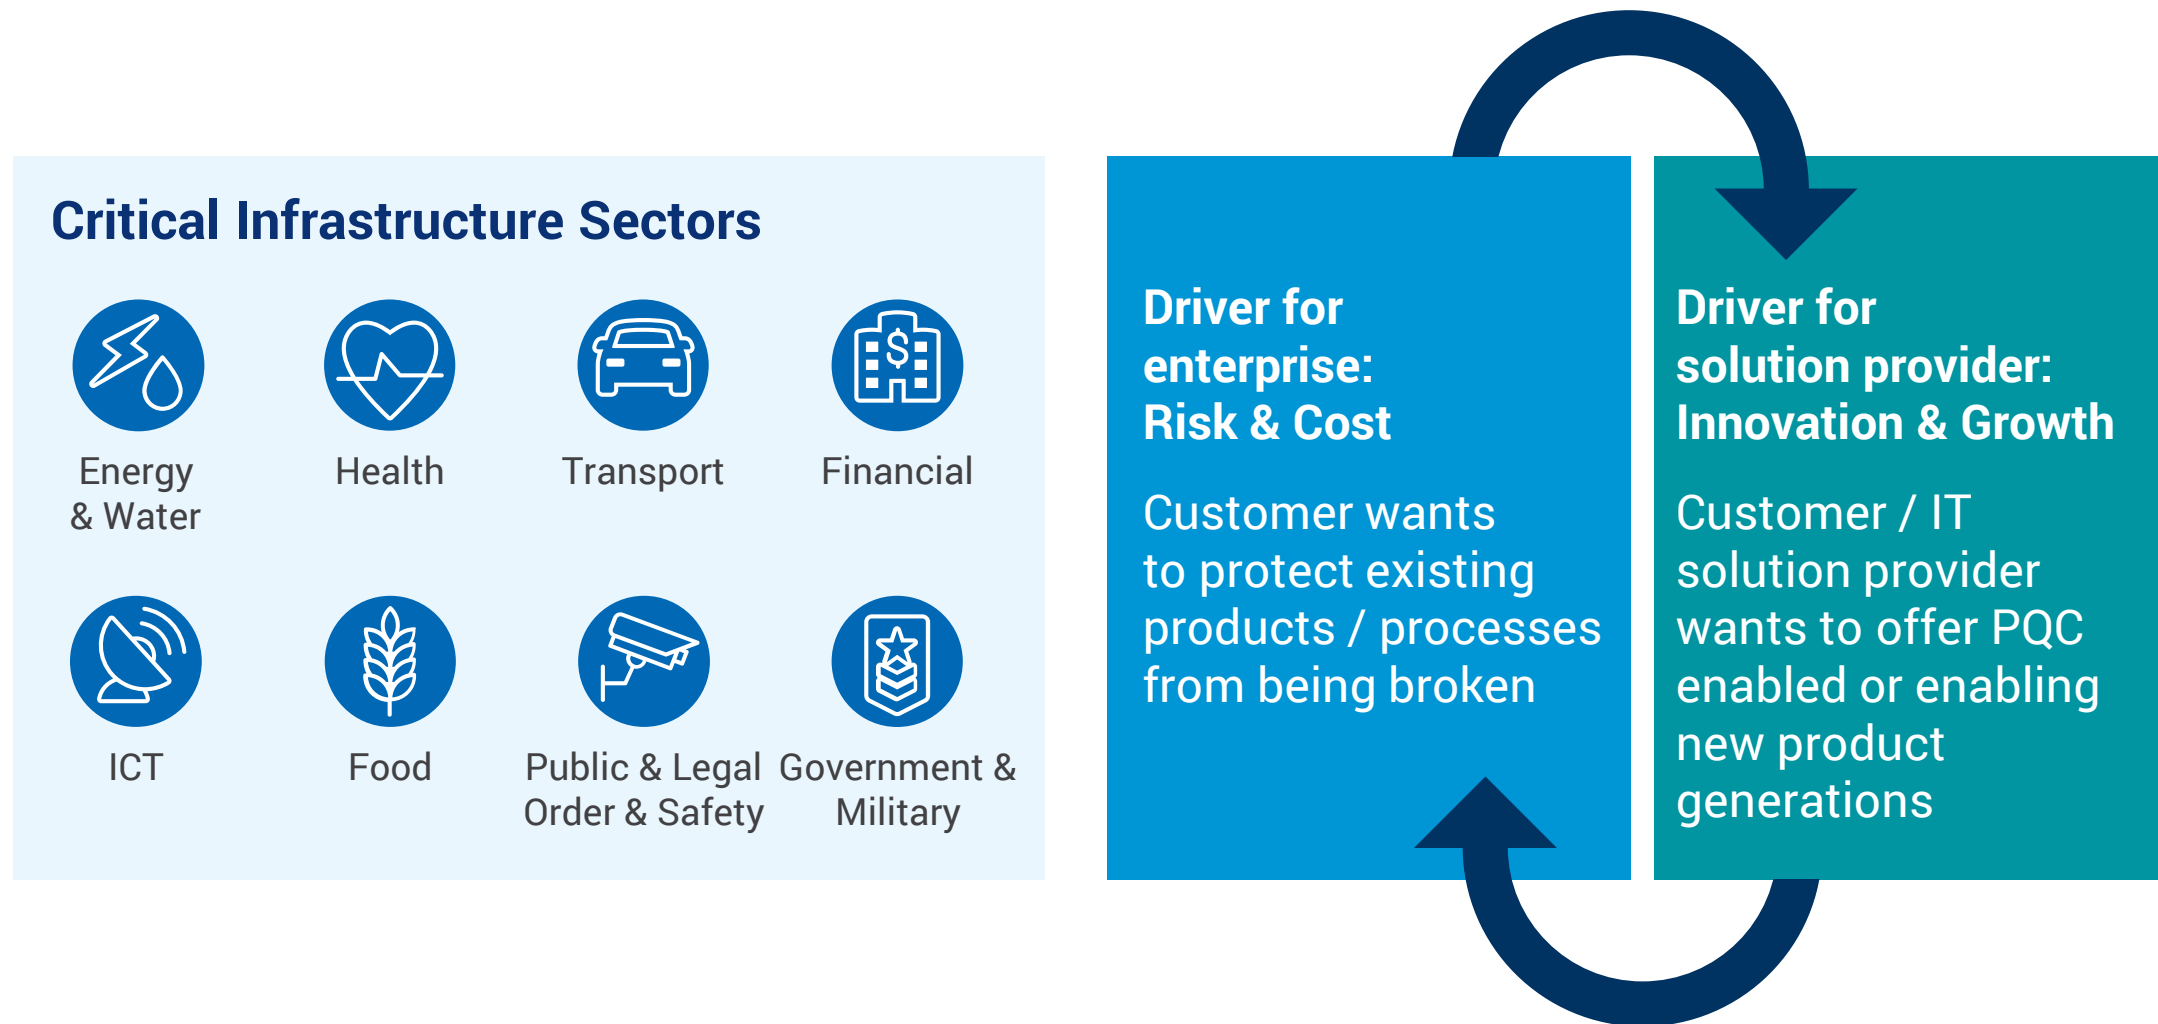 Critical Infrastructure Sectors
Energy
& Water
Health
Transport
$
Financial
ICT
Food
Public & Legal
Order & Safety
Government &
Military
Driver for
enterprise:
Risk & Cost
Customer wants
to protect existing
products / processes
from being broken
Driver for
solution provider:
Innovation & Growth
Customer / IT
solution provider
wants to offer PQC
enabled or enabling
new product
generations